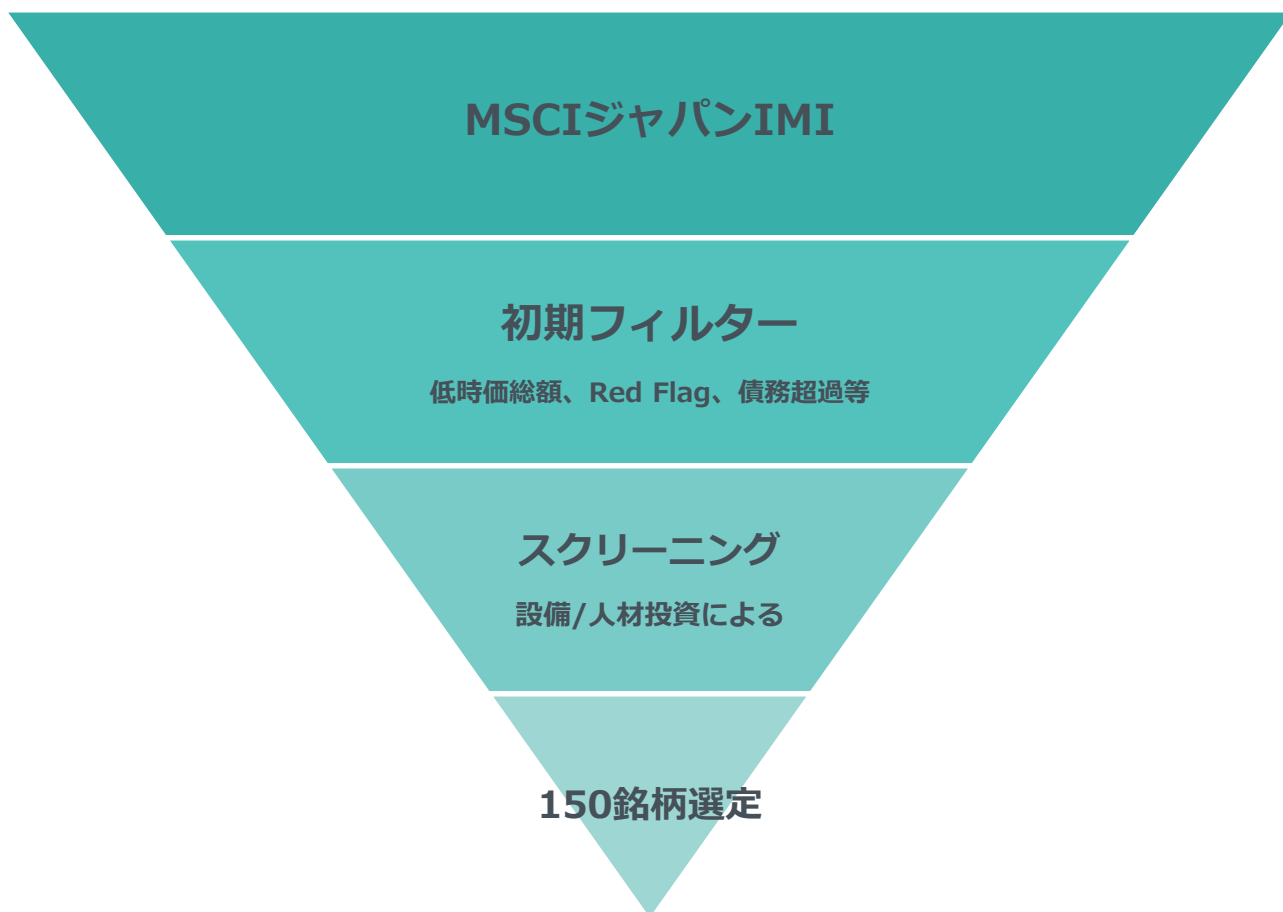 MSCIジャパンIMI
初期フィルター
低時価総額、Red Flag、債務超過等
スクリーニング
設備/人材投資による
150銘柄選定